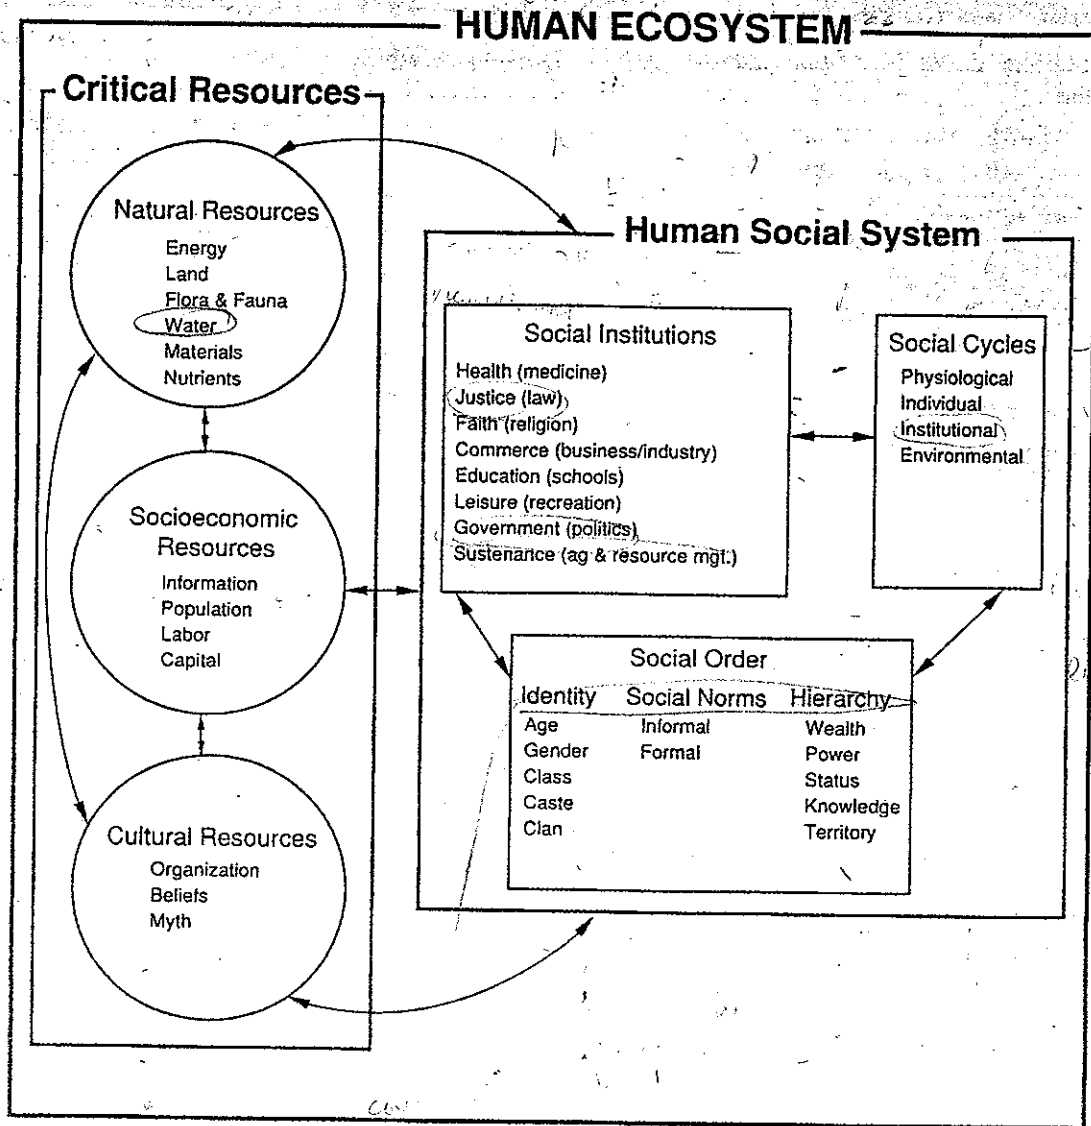 HUMAN ECOSYSTEM
Critical Resources
Natural Resources
Energy
Land
Flora & Fauna
Water
Materials
Nutrients
Socioeconomic
Resources
Information
Population
Labor
Capital
Cultural Resources
Organization
Beliefs
Myth
Human Social System
Social Institutions
Health (medicine)
Justice (law)
Faith (religion)
Commerce (business/industry)
Education (schools)
Leisure (recreation)
Government (politics)
Sustenance (ag & resource mgt.)
Social Cycles
Physiological
Individual
Institutional
Environmental
Social Order
Identity Social Norms Hierarchy
Age Informal Wealth
Gender Formal Power
Class Status
Caste Knowledge
Clan Territory